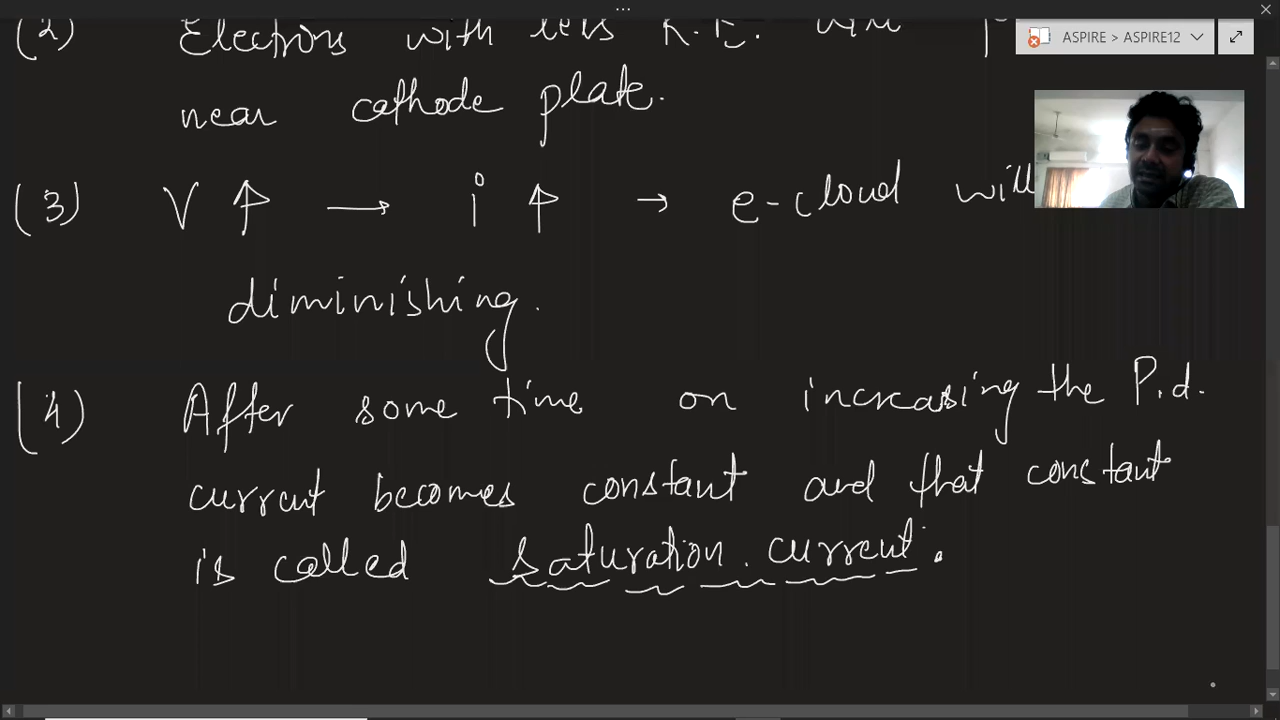 (2) Electrons with less K.E. will
ASPIRE > ASPIRE12
near cathode plate.
(3) V ↑ → i ↑ → e-cloud will
diminishing.
(4) After some time on increasing the P.d.
current becomes constant and that constant
is called saturation current.